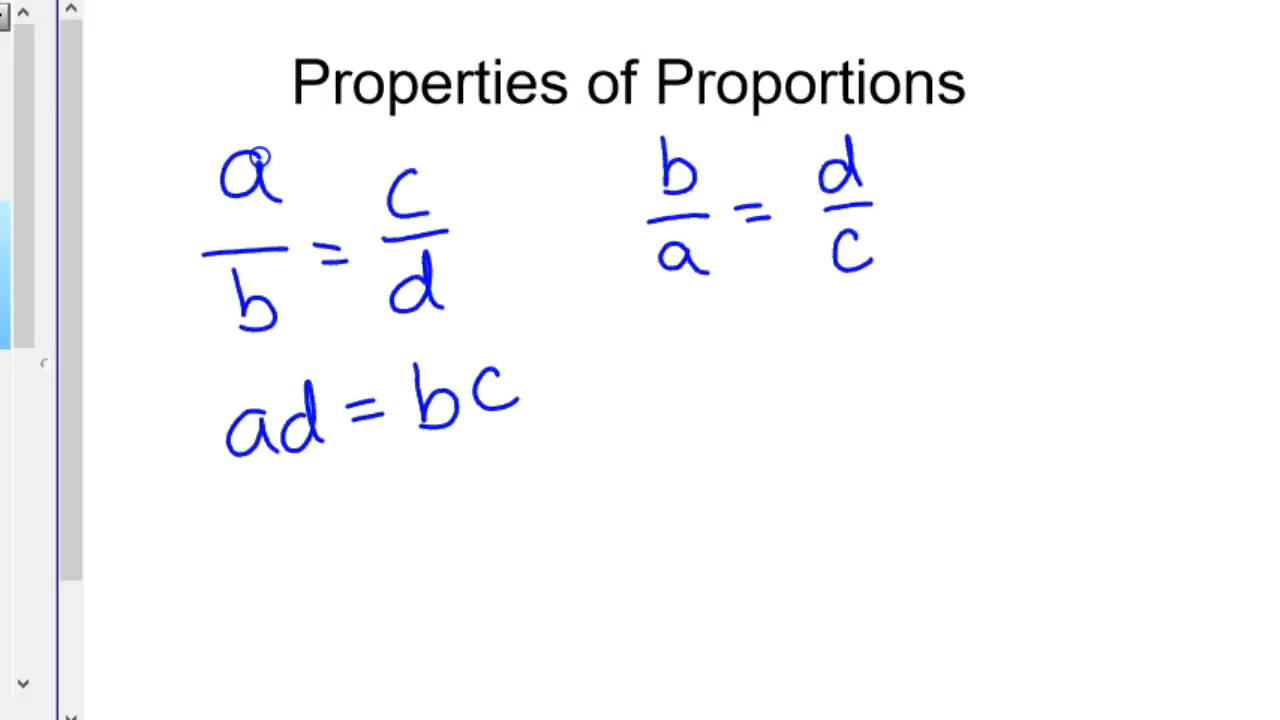 Properties of Proportions
a/b = c/d
b/a = d/c
ad = bc